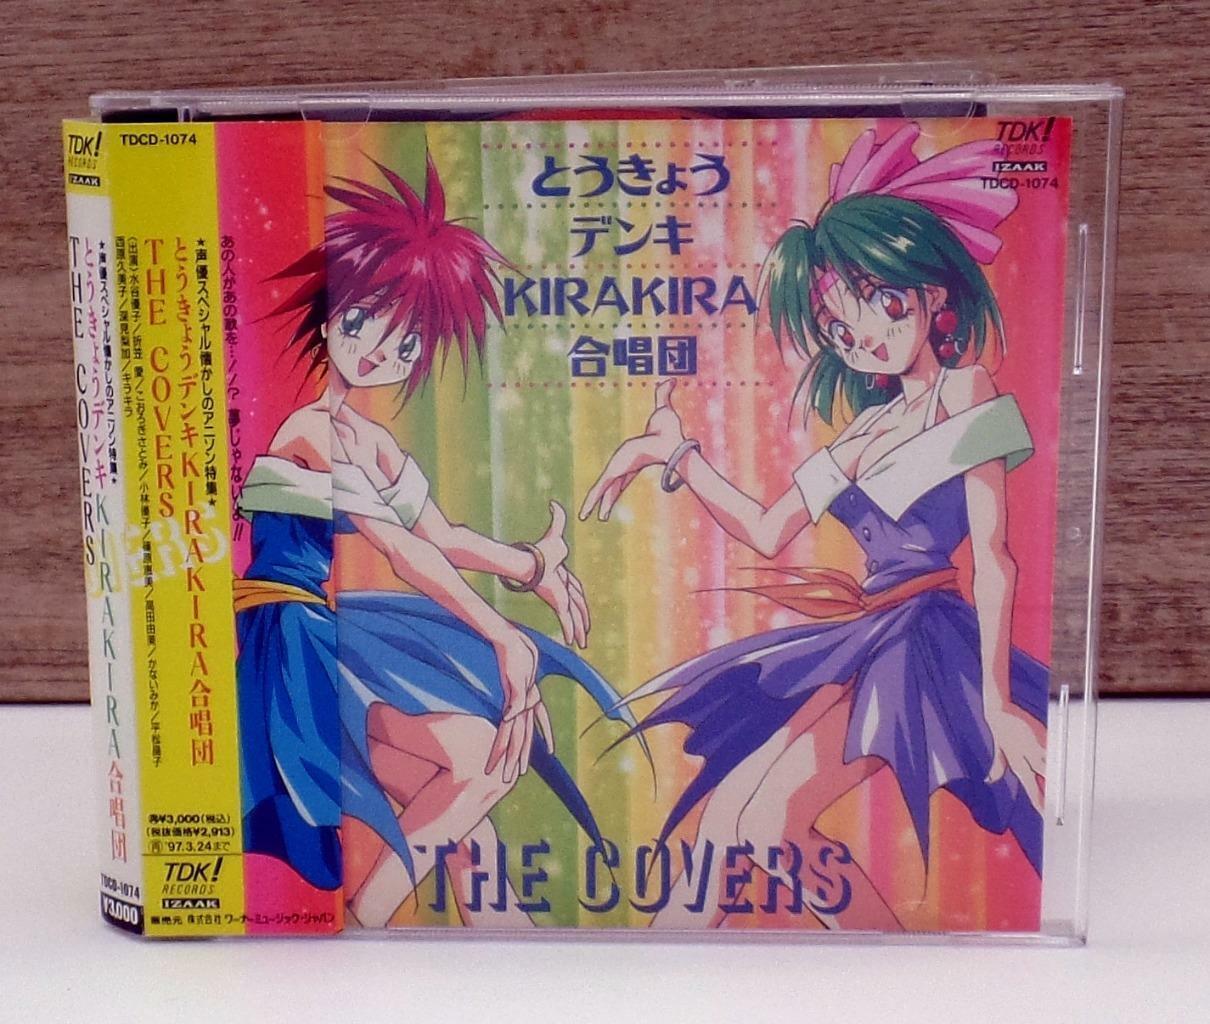 TDK!
RECORDS
IZAAK
★声優スペシャル懐かしのアニソン特集★
とうきょうデンキKIRAKIRA合唱団
THE COVERS
TDCD-1074
¥3,000
TDCD-1074
あの人があの歌を…!/?夢じゃないよ!!
★声優スペシャル懐かしのアニソン特集★
とうきょうデンキKIRAKIRA合唱団
THE COVERS
(出演)水谷優子/折笠 愛/こおろぎさとみ/小林優子/篠原恵美/高田由美/かないみか/平松晶子
西原久美子/深見梨加/キラキラ
¥3,000(税込)
(税抜価格¥2,913)
'97.3.24まで
TDK!
RECORDS
IZAAK
販売元 株式会社 ワーナーミュージック・ジャパン
とうきょう
デンキ
KIRAKIRA
合唱団
TDK!
RECORDS
IZAAK
TDCD-1074
THE COVERS